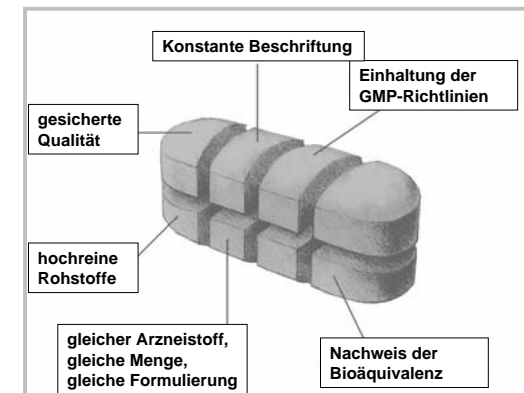 Konstante Beschriftung
Einhaltung der
GMP-Richtlinien
gesicherte
Qualität
hochreine
Rohstoffe
gleicher Arzneistoff,
gleiche Menge,
gleiche Formulierung
Nachweis der
Bioäquivalenz